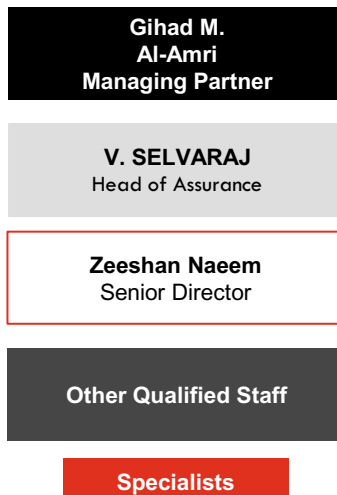 Gihad M.
Al-Amri
Managing Partner
V. SELVARAJ
Head of Assurance
Zeeshan Naeem
Senior Director
Other Qualified Staff
Specialists